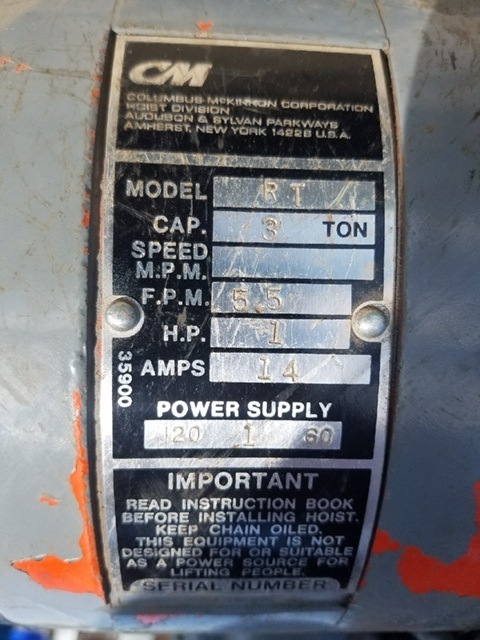 CM
COLUMBUS McKINNON CORPORATION
HOIST DIVISION
AUDUBON & SYLVAN PARKWAYS
AMHERST, NEW YORK 14228 U.S.A.
MODEL RT
CAP. 3 TON
SPEED
M.P.M.
F.P.M. 5.5
H.P. 1
AMPS 14
35900
POWER SUPPLY
120 1 60
IMPORTANT
READ INSTRUCTION BOOK
BEFORE INSTALLING HOIST.
KEEP CHAIN OILED.
THIS EQUIPMENT IS NOT
DESIGNED FOR OR SUITABLE
AS A POWER SOURCE FOR
LIFTING PEOPLE.
SERIAL NUMBER